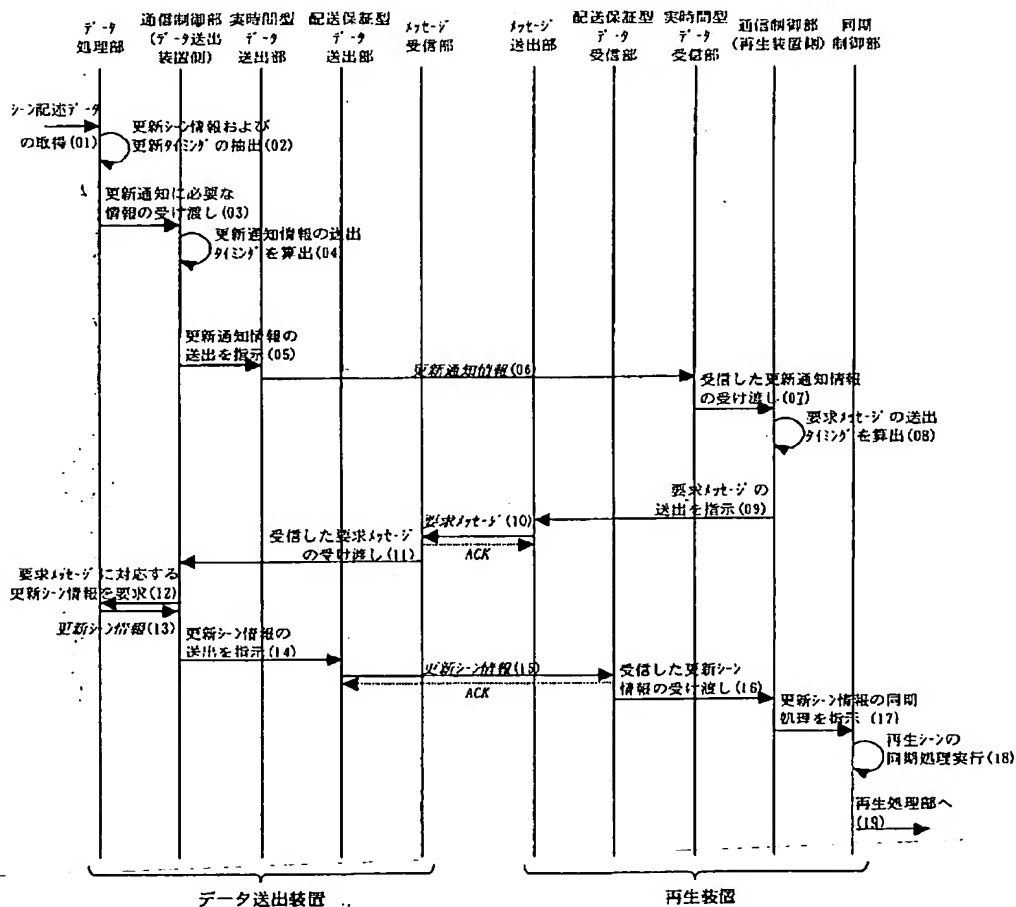 データ
処理部
通信制御部
(データ送出
装置側)
実時間型
データ
送出部
配送保証型
データ
送出部
メッセージ
受信部
メッセージ
送出部
配送保証型
データ
受信部
実時間型
データ
受信部
通信制御部
(再生装置側)
同期
制御部
シーン記述データ
の取得(01)
更新シーン情報および
更新タイミングの抽出(02)
更新通知に必要な
情報の受け渡し(03)
更新通知情報の送出
タイミングを算出(04)
更新通知情報の
送出を指示(05)
更新通知情報(06)
受信した更新通知情報
の受け渡し(07)
要求メッセージの送出
タイミングを算出(08)
要求メッセージの
送出を指示(09)
要求メッセージ(10)
ACK
受信した要求メッセージ
の受け渡し(11)
要求メッセージに対応する
更新シーン情報を要求(12)
更新シーン情報(13)
更新シーン情報の
送出を指示(14)
更新シーン情報(15)
ACK
受信した更新シーン
情報の受け渡し(16)
更新シーン情報の同期
処理を指示(17)
再生シーンの
同期処理実行(18)
再生処理部へ
(19)
データ送出装置
再生装置